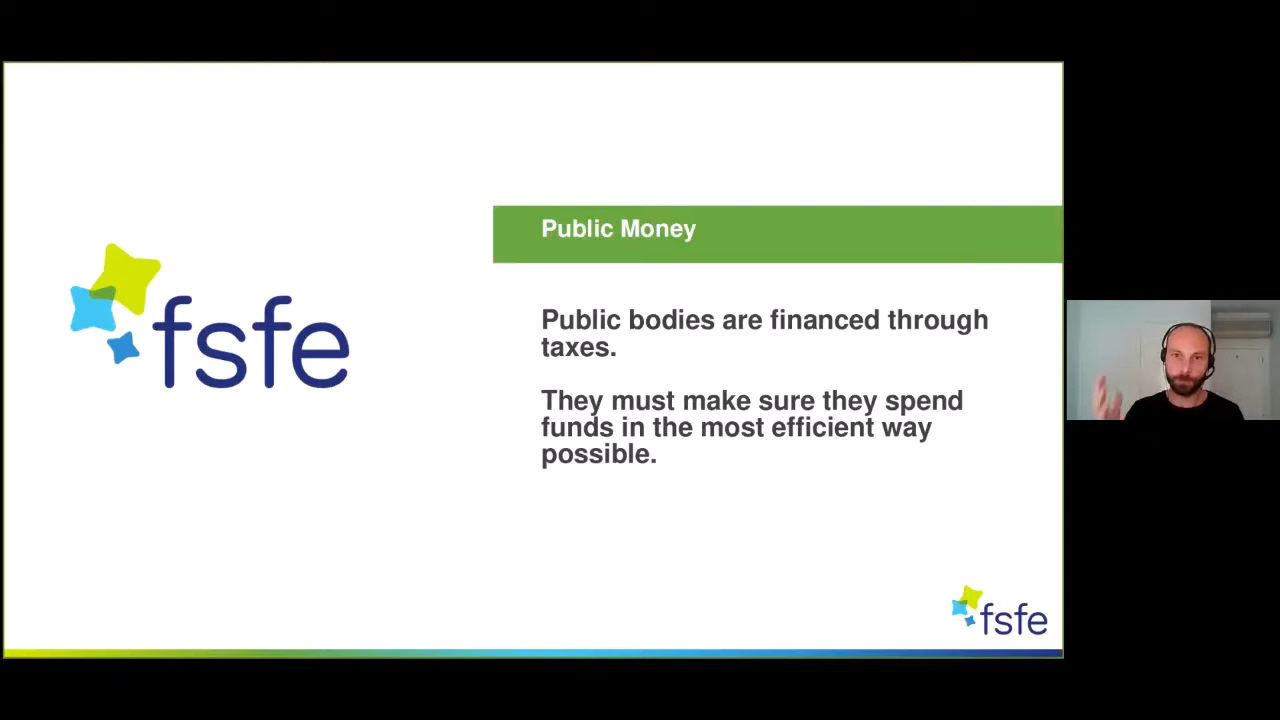 fsfe
Public Money
Public bodies are financed through
taxes.
They must make sure they spend
funds in the most efficient way
possible.
fsfe